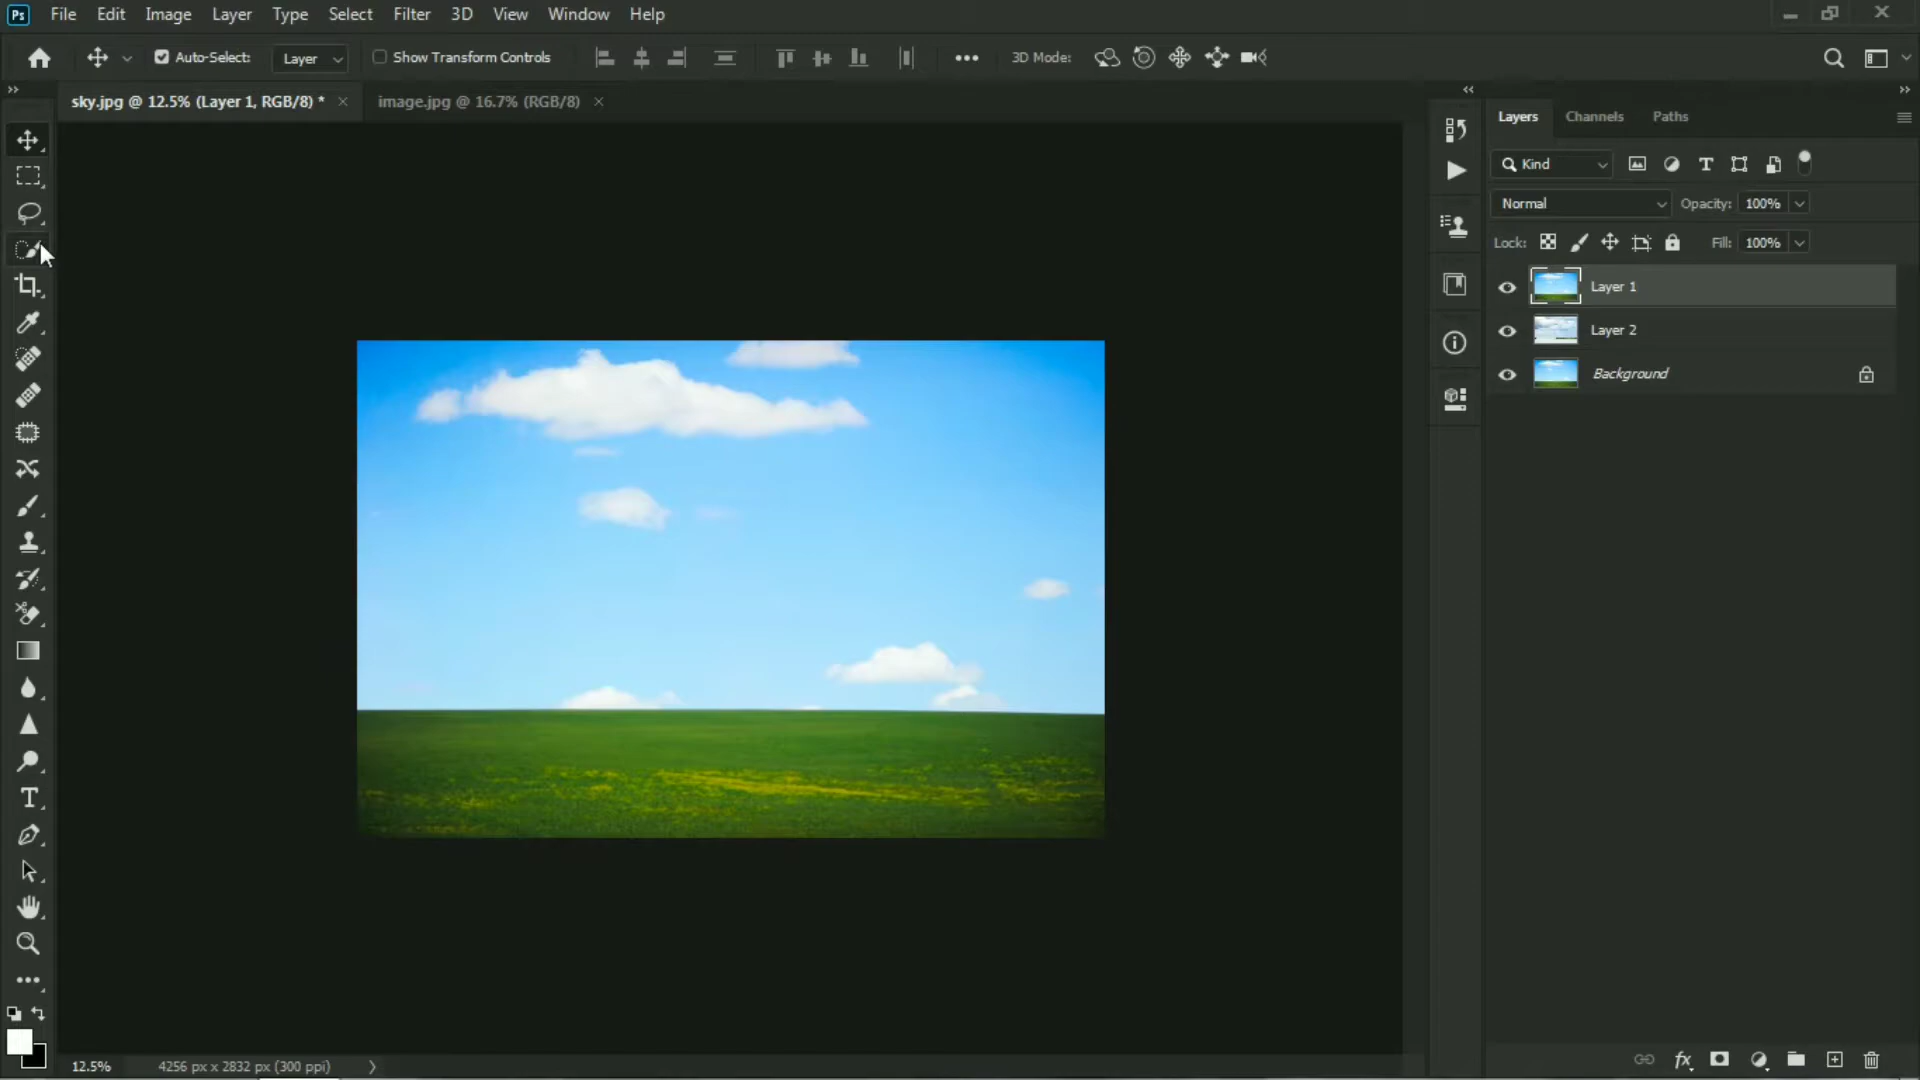 Ps File Edit Image Layer Type Select Filter 3D View Window Help
Auto-Select: Layer Show Transform Controls 3D Mode:
sky.jpg @ 12.5% (Layer 1, RGB/8) * image.jpg @ 16.7% (RGB/8)
Layers Channels Paths
Kind
Normal Opacity: 100%
Lock: Fill: 100%
Layer 1
Layer 2
Background
12.5% 4256 px x 2832 px (300 ppi)